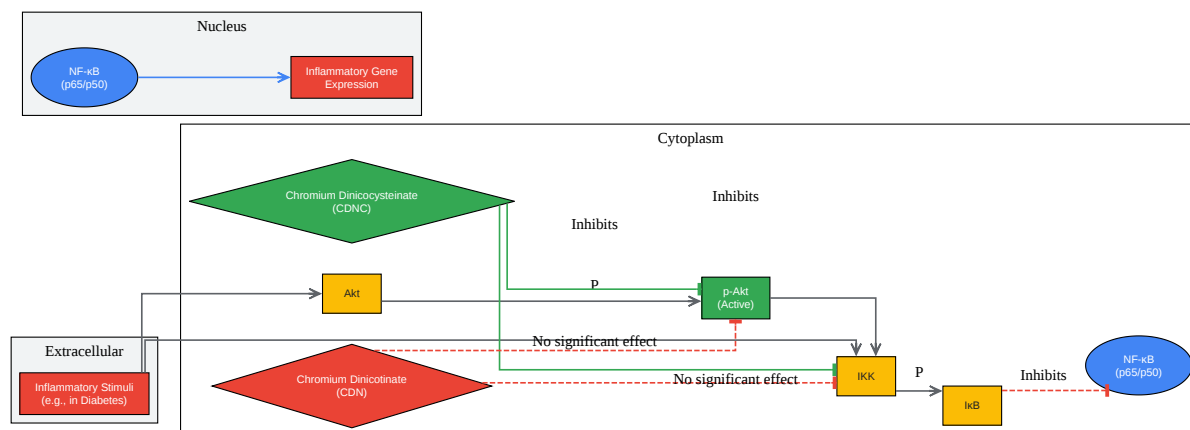 Nucleus
NF-κB
(p65/p50)
Inflammatory Gene
Expression
Cytoplasm
Chromium Dinicocysteinate
(CDNC)
Inhibits
Inhibits
Akt
P
p-Akt
(Active)
Extracellular
Inflammatory Stimuli
(e.g., in Diabetes)
No significant effect
Chromium Dinicotinate
(CDN)
No significant effect
IKK
P
IκB
Inhibits
NF-κB
(p65/p50)